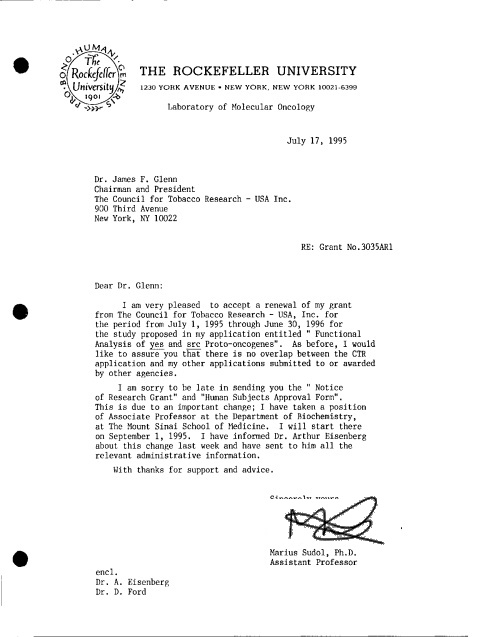 PRO·BONO·HUMANI·GENERIS
The
Rockefeller
University
1901
THE ROCKEFELLER UNIVERSITY
1230 YORK AVENUE • NEW YORK, NEW YORK 10021-6399
Laboratory of Molecular Oncology
July 17, 1995
Dr. James F. Glenn
Chairman and President
The Council for Tobacco Research - USA Inc.
900 Third Avenue
New York, NY 10022
RE: Grant No.3035AR1
Dear Dr. Glenn:
I am very pleased to accept a renewal of my grant
from The Council for Tobacco Research - USA, Inc. for
the period from July 1, 1995 through June 30, 1996 for
the study proposed in my application entitled " Functional
Analysis of yes and src Proto-oncogenes". As before, I would
like to assure you that there is no overlap between the CTR
application and my other applications submitted to or awarded
by other agencies.
I am sorry to be late in sending you the " Notice
of Research Grant" and "Human Subjects Approval Form".
This is due to an important change; I have taken a position
of Associate Professor at the Department of Biochemistry,
at The Mount Sinai School of Medicine. I will start there
on September 1, 1995. I have informed Dr. Arthur Eisenberg
about this change last week and have sent to him all the
relevant administrative information.
With thanks for support and advice.
Sincerely yours
Marius Sudol, Ph.D.
Assistant Professor
encl.
Dr. A. Eisenberg
Dr. D. Ford